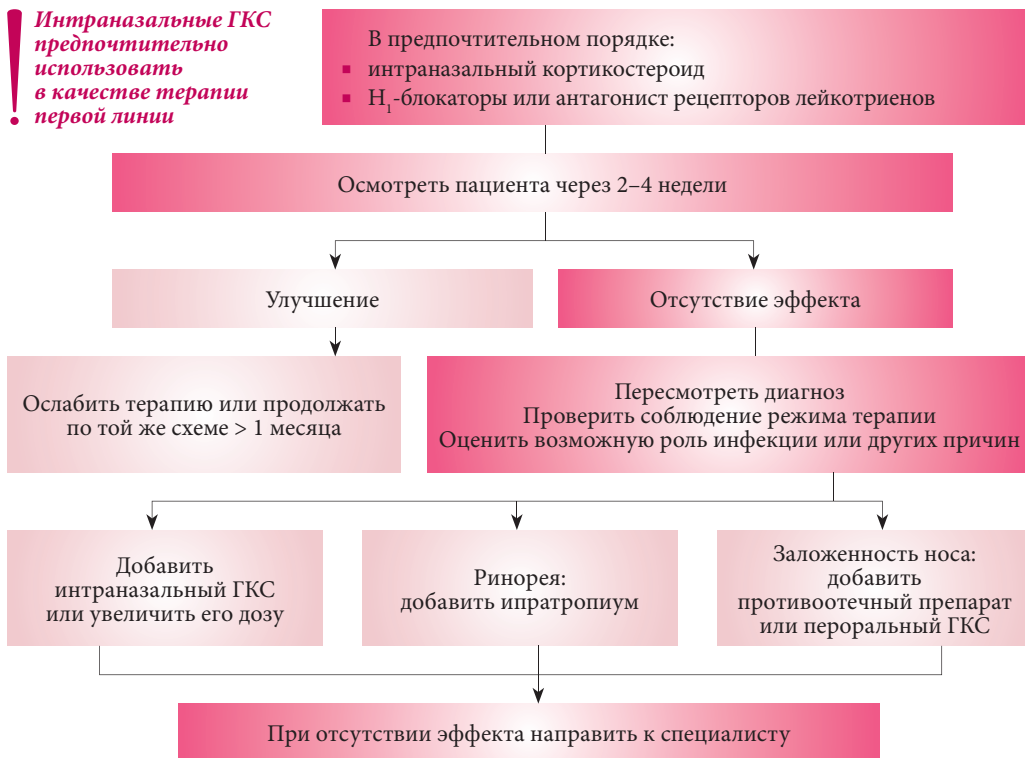 Интраназальные ГКС
предпочтительно
использовать
в качестве терапии
первой линии
В предпочтительном порядке:
интраназальный кортикостероид
H₁-блокаторы или антагонист рецепторов лейкотриенов
Осмотреть пациента через 2–4 недели
Улучшение
Отсутствие эффекта
Ослабить терапию или продолжать
по той же схеме > 1 месяца
Пересмотреть диагноз
Проверить соблюдение режима терапии
Оценить возможную роль инфекции или других причин
Добавить
интраназальный ГКС
или увеличить его дозу
Ринорея:
добавить ипратропиум
Заложенность носа:
добавить
противоотечный препарат
или пероральный ГКС
При отсутствии эффекта направить к специалисту